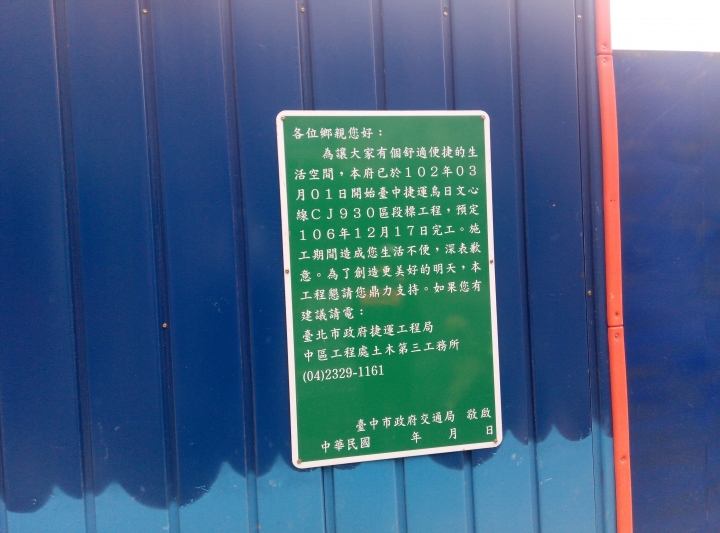 各位鄉親您好：
為讓大家有個舒適便捷的生
活空間，本府已於１０２年０３
月０１日開始臺中捷運烏日文心
線ＣＪ９３０區段標工程，預定
１０６年１２月１７日完工。施
工期間造成您生活不便，深表歉
意。為了創造更美好的明天，本
工程懇請您鼎力支持。如果您有
建議請電：
臺北市政府捷運工程局
中區工程處土木第三工務所
(04)2329-1161
臺中市政府交通局 敬啟
中華民國 年 月 日